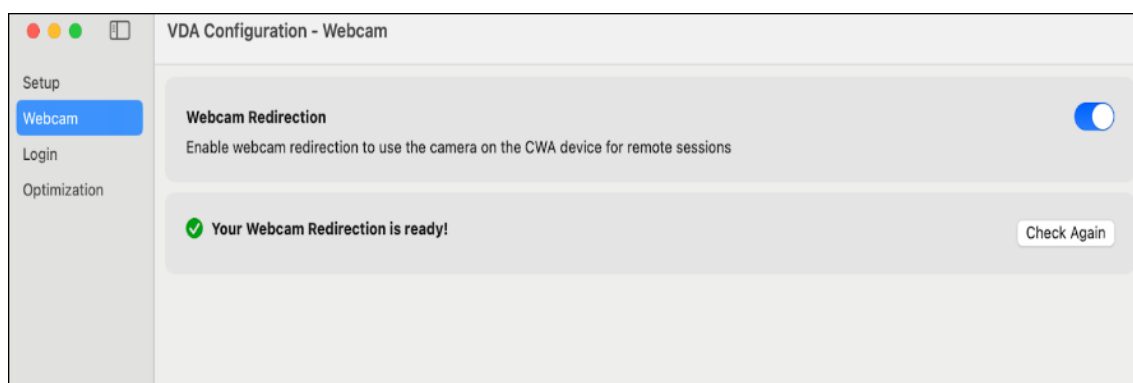 VDA Configuration - Webcam
Setup
Webcam
Login
Optimization
Webcam Redirection
Enable webcam redirection to use the camera on the CWA device for remote sessions
Your Webcam Redirection is ready!
Check Again